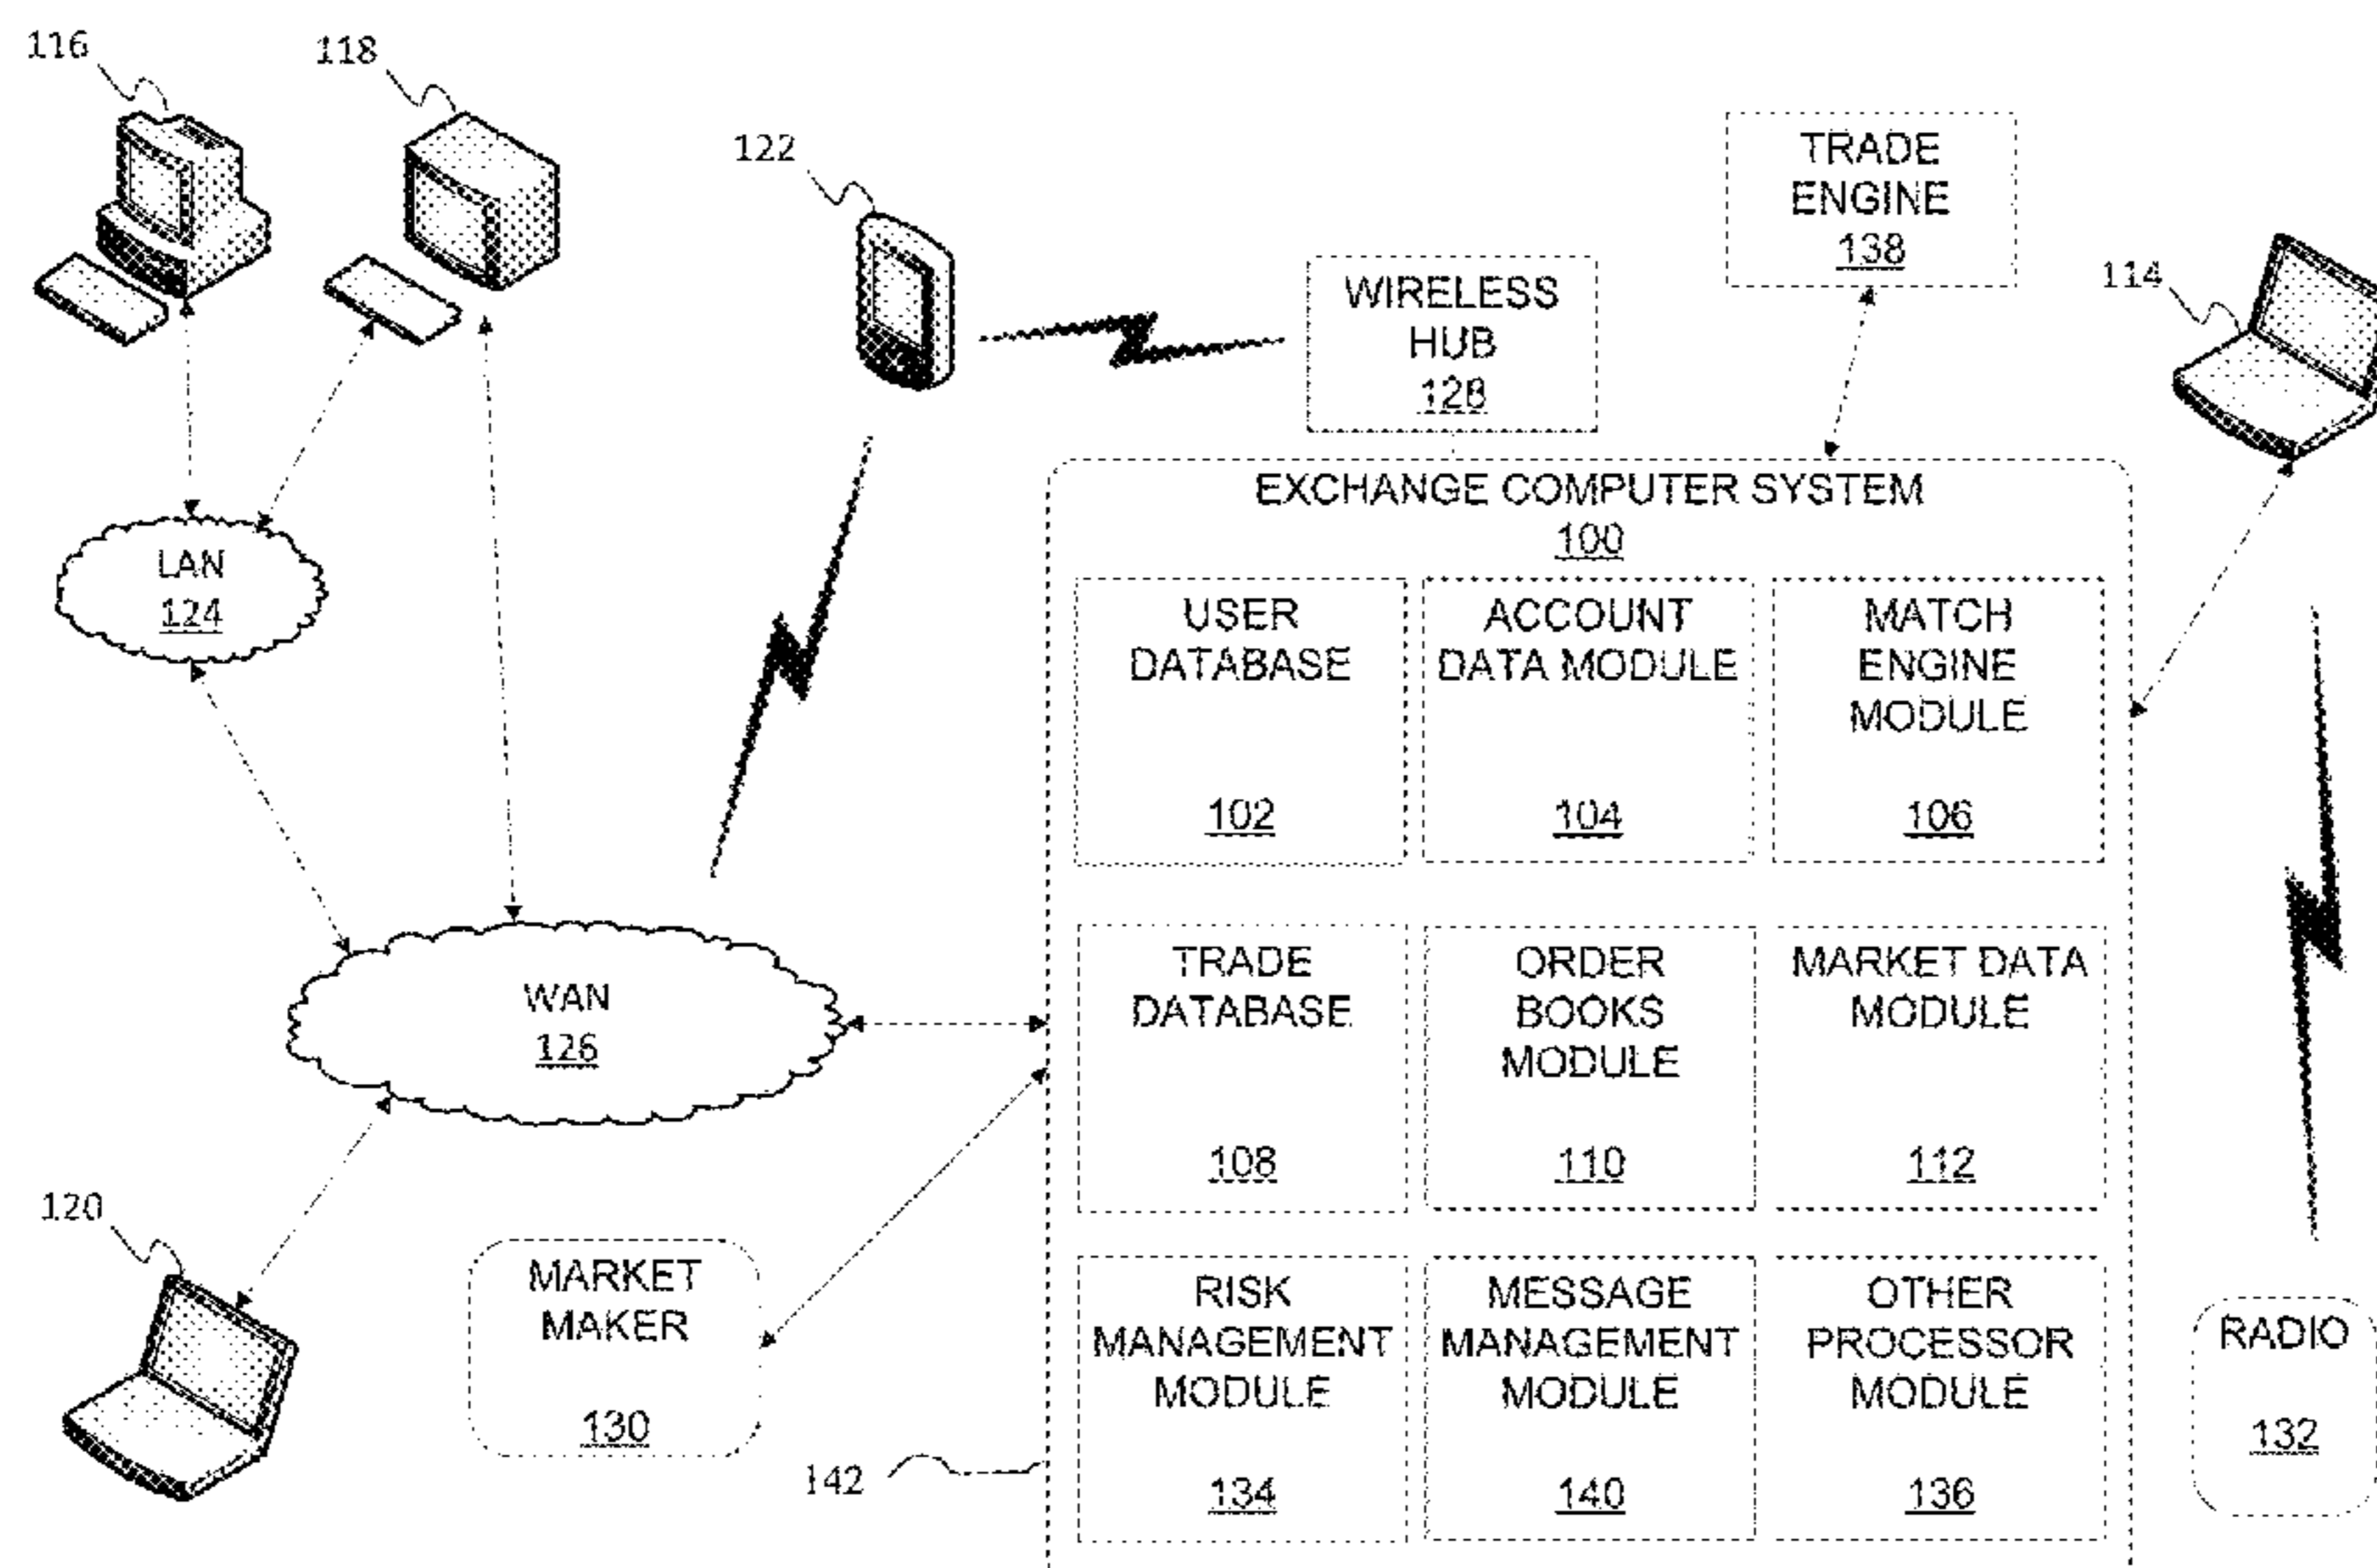 116
118
122
TRADE
ENGINE
138
114
WIRELESS
HUB
128
EXCHANGE COMPUTER SYSTEM
100
LAN
124
USER
DATABASE
102
ACCOUNT
DATA MODULE
104
MATCH
ENGINE
MODULE
106
WAN
126
TRADE
DATABASE
108
ORDER
BOOKS
MODULE
110
MARKET DATA
MODULE
112
120
MARKET
MAKER
130
142
RISK
MANAGEMENT
MODULE
134
MESSAGE
MANAGEMENT
MODULE
140
OTHER
PROCESSOR
MODULE
136
RADIO
132